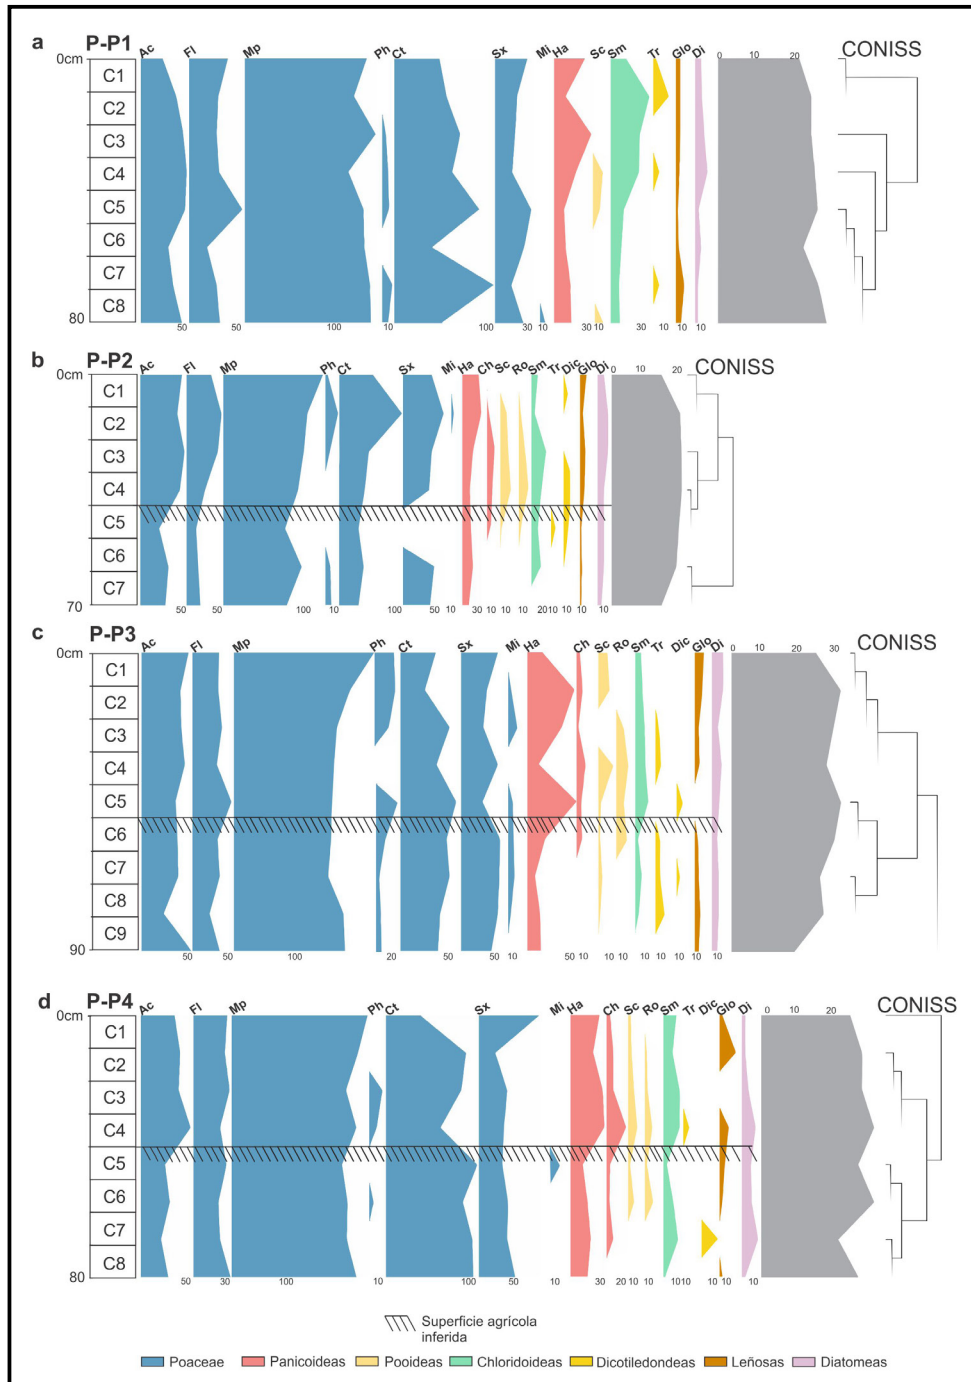 a P-P1
Ac Fl Mp Ph Ct Sx Mi Ha Sc Sm Tr Glo Di
0 10 20
CONISS
0cm
C1
C2
C3
C4
C5
C6
C7
C8
80
50 50 100 10 100 30 10 30 10 30 10 10 10
b P-P2
Ac Fl Mp Ph Ct Sx Mi Ha Ch Sc Ro Sm Tr Dic Glo Di
0 10 20
CONISS
0cm
C1
C2
C3
C4
C5
C6
C7
70
50 50 100 10 100 50 10 30 10 10 10 20 10 10 10 10
c P-P3
Ac Fl Mp Ph Ct Sx Mi Ha Ch Sc Ro Sm Tr Dic Glo Di
0 10 20 30
CONISS
0cm
C1
C2
C3
C4
C5
C6
C7
C8
C9
90
50 50 100 20 50 50 10 50 10 10 10 10 10 10 10 10
d P-P4
Ac Fl Mp Ph Ct Sx Mi Ha Ch Sc Ro Sm Tr Dic Glo Di
0 10 20
CONISS
0cm
C1
C2
C3
C4
C5
C6
C7
C8
80
50 30 100 10 100 50 10 30 20 10 10 10 10 10 10 10
Superficie agrícola
inferida
Poaceae Panicoideas Pooideas Chloridoideas Dicotiledondeas Leñosas Diatomeas